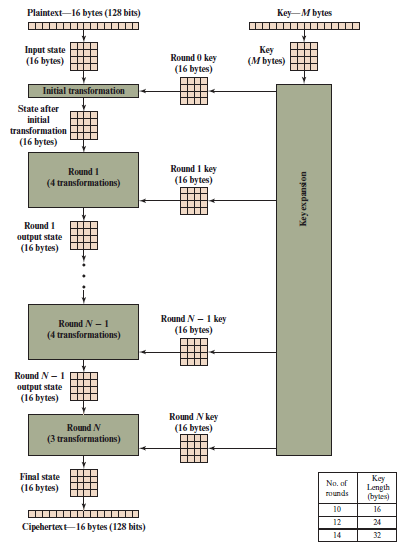 Plaintext—16 bytes (128 bits)
Key—M bytes
Input state
(16 bytes)
Round 0 key
(16 bytes)
Key
(M bytes)
Initial transformation
State after
initial
transformation
(16 bytes)
Round 1
(4 transformations)
Round 1 key
(16 bytes)
Key expansion
Round 1
output state
(16 bytes)
Round N – 1
(4 transformations)
Round N – 1 key
(16 bytes)
Round N – 1
output state
(16 bytes)
Round N
(3 transformations)
Round N key
(16 bytes)
Final state
(16 bytes)
No. of
rounds
Key
Length
(bytes)
10 16
12 24
14 32
Cipehertext—16 bytes (128 bits)